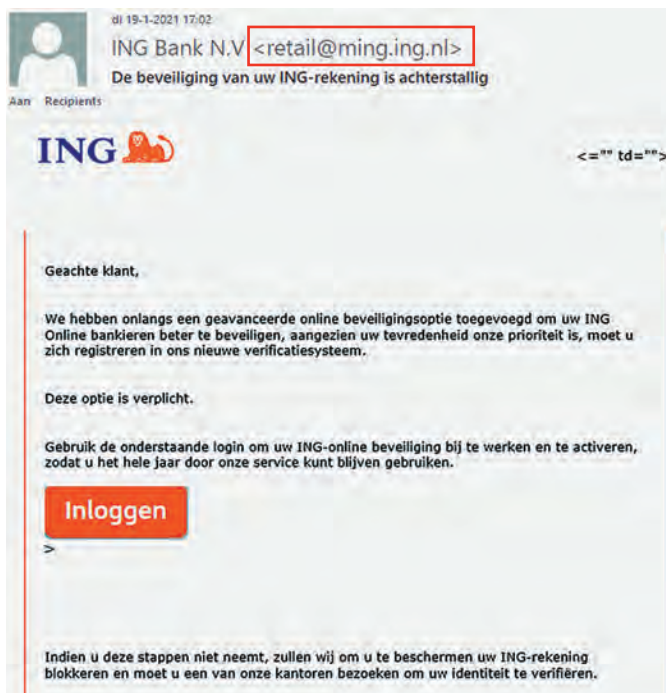 di 19-1-2021 17:02
ING Bank N.V <retail@ming.ing.nl>
De beveiliging van uw ING-rekening is achterstallig
Aan Recipients
ING
<="" td="">
Geachte klant,
We hebben onlangs een geavanceerde online beveiligingsoptie toegevoegd om uw ING
Online bankieren beter te beveiligen, aangezien uw tevredenheid onze prioriteit is, moet u
zich registreren in ons nieuwe verificatiesysteem.
Deze optie is verplicht.
Gebruik de onderstaande login om uw ING-online beveiliging bij te werken en te activeren,
zodat u het hele jaar door onze service kunt blijven gebruiken.
Inloggen
>
Indien u deze stappen niet neemt, zullen wij om u te beschermen uw ING-rekening
blokkeren en moet u een van onze kantoren bezoeken om uw identiteit te verifiëren.